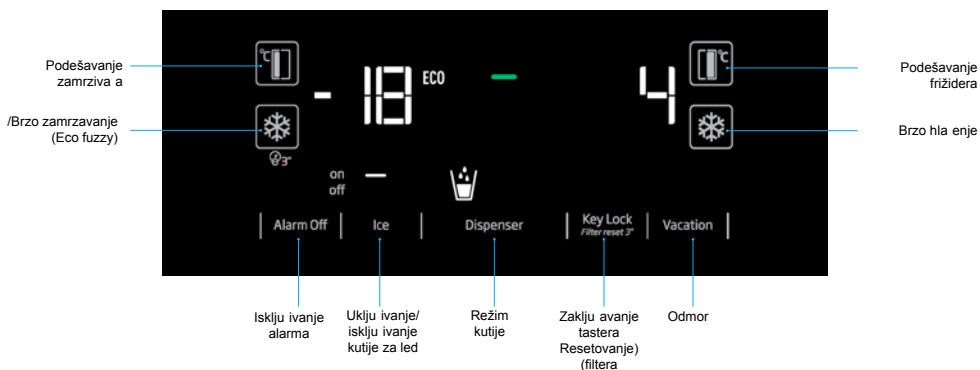 Podešavanje
zamrziva a
/Brzo zamrzavanje
(Eco fuzzy)
°C
- 18 ECO
4
°C
Podešavanje
frižidera
Brzo hla enje
3"
on
off
Alarm Off
Ice
Dispenser
Key Lock
Filter reset 3"
Vacation
Isklju ivanje
alarma
Uklju ivanje/
isklju ivanje
kutije za led
Režim
kutije
Zaklju avanje
tastera
Resetovanje)
(filtera
Odmor